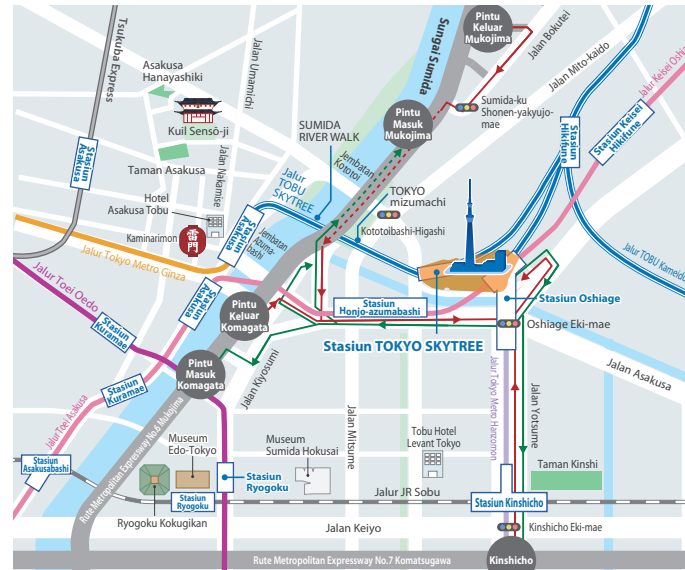 Pintu
Keluar
Mukojima
Jalan Bokutei
Sungai Sumida
Tsukuba Express
Asakusa
Hanayashiki
Jalan Umamichi
Jalan Mito-kaido
Jalur Keisei Oshia
Kuil Sensō-ji
SUMIDA
RIVER WALK
Pintu
Masuk
Mukojima
Sumida-ku
Shonen-yakyujo-
mae
Stasiun
Hikifune
Stasiun Keisei
Hikifune
Stasiun
Asakusa
Taman Asakusa
Jalan Nakamise
Jembatan
Kototoi
Jalur
TOBU
SKYTREE
TOKYO
mizumachi
Hotel
Asakusa Tobu
Kaminarimon
雷門
Stasiun
Asakusa
Jembatan
Azuma-
bashi
Kototoibashi-Higashi
Jalur Tokyo Metro Ginza
Jalur TOBU Kameido
Jalur Toei Oedo
Stasiun
Asakusa
Pintu
Keluar
Komagata
Stasiun
Honjo-azumabashi
Stasiun Oshiage
Oshiage Eki-mae
Stasiun
Kuramae
Stasiun TOKYO SKYTREE
Pintu
Masuk
Komagata
Jalan Kiyosumi
Jalan Asakusa
Stasiun
Kuramae
Jalur Toei Asakusa
Rute Metropolitan Expressway No.6 Mukojima
Jalan Mitsume
Jalur Tokyo Metro Hanzomon
Jalan Yotsume
Stasiun
Asakusabashi
Museum
Edo-Tokyo
Museum
Sumida Hokusai
Tobu Hotel
Levant Tokyo
Taman Kinshi
Stasiun
Ryogoku
Stasiun
Ryogoku
Ryogoku Kokugikan
Jalur JR Sobu
Stasiun Kinshicho
Jalan Keiyo
Kinshicho Eki-mae
Rute Metropolitan Expressway No.7 Komatsugawa
Kinshicho